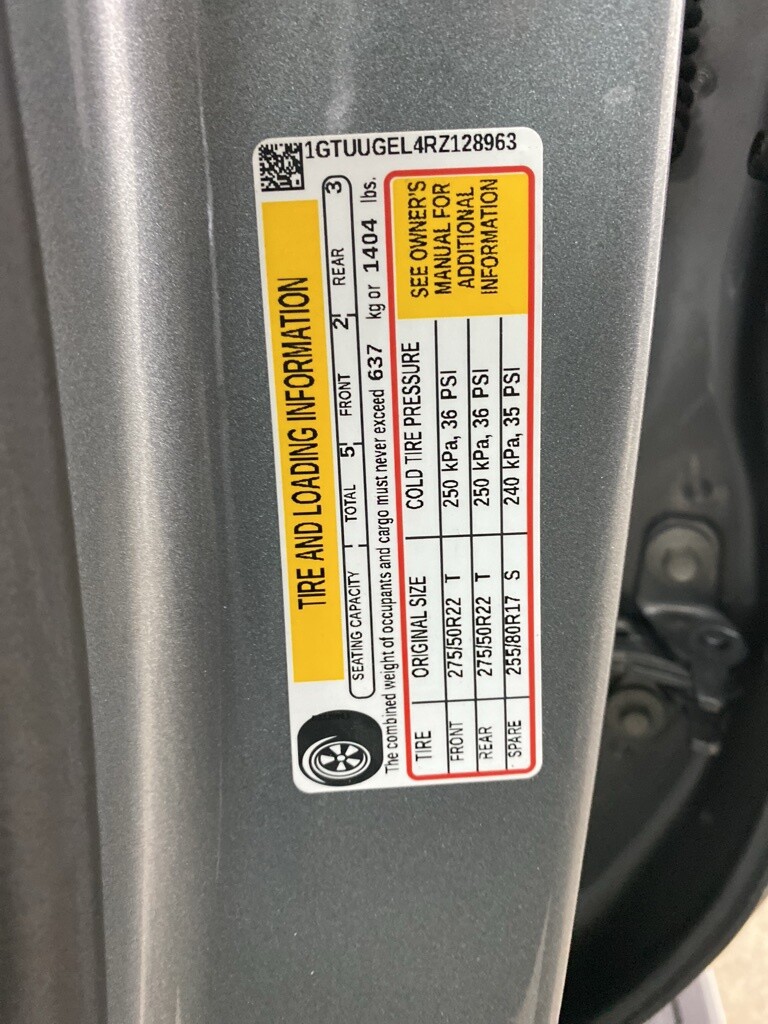 1GTUUGEL4RZ128963
TIRE AND LOADING INFORMATION
SEATING CAPACITY TOTAL 5 FRONT 2 REAR 3
The combined weight of occupants and cargo must never exceed 637 kg or 1404 lbs.
TIRE ORIGINAL SIZE COLD TIRE PRESSURE
FRONT 275/50R22 T 250 kPa, 36 PSI
REAR 275/50R22 T 250 kPa, 36 PSI
SPARE 255/80R17 S 240 kPa, 35 PSI
SEE OWNER'S
MANUAL FOR
ADDITIONAL
INFORMATION